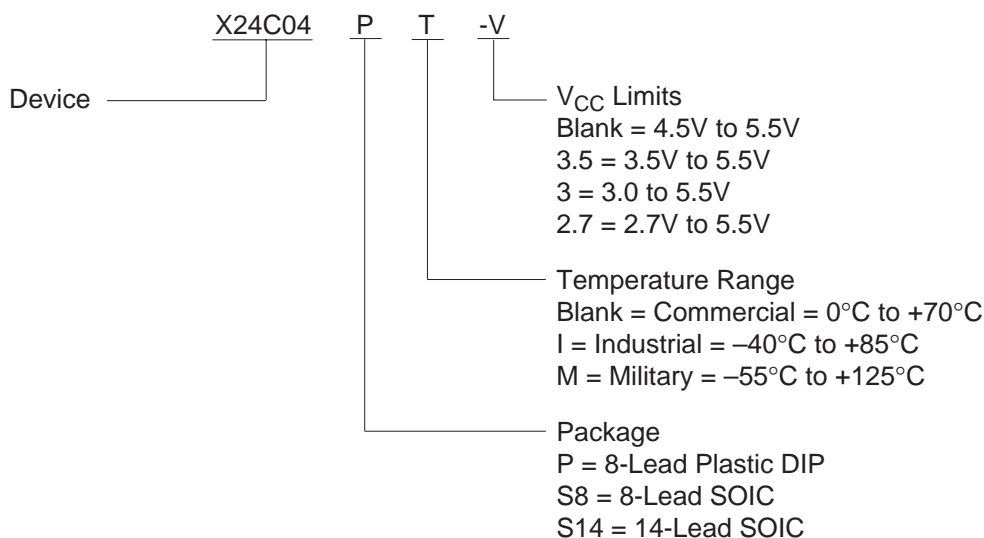 X24C04 P T -V
Device
VCC Limits
Blank = 4.5V to 5.5V
3.5 = 3.5V to 5.5V
3 = 3.0 to 5.5V
2.7 = 2.7V to 5.5V
Temperature Range
Blank = Commercial = 0°C to +70°C
I = Industrial = –40°C to +85°C
M = Military = –55°C to +125°C
Package
P = 8-Lead Plastic DIP
S8 = 8-Lead SOIC
S14 = 14-Lead SOIC